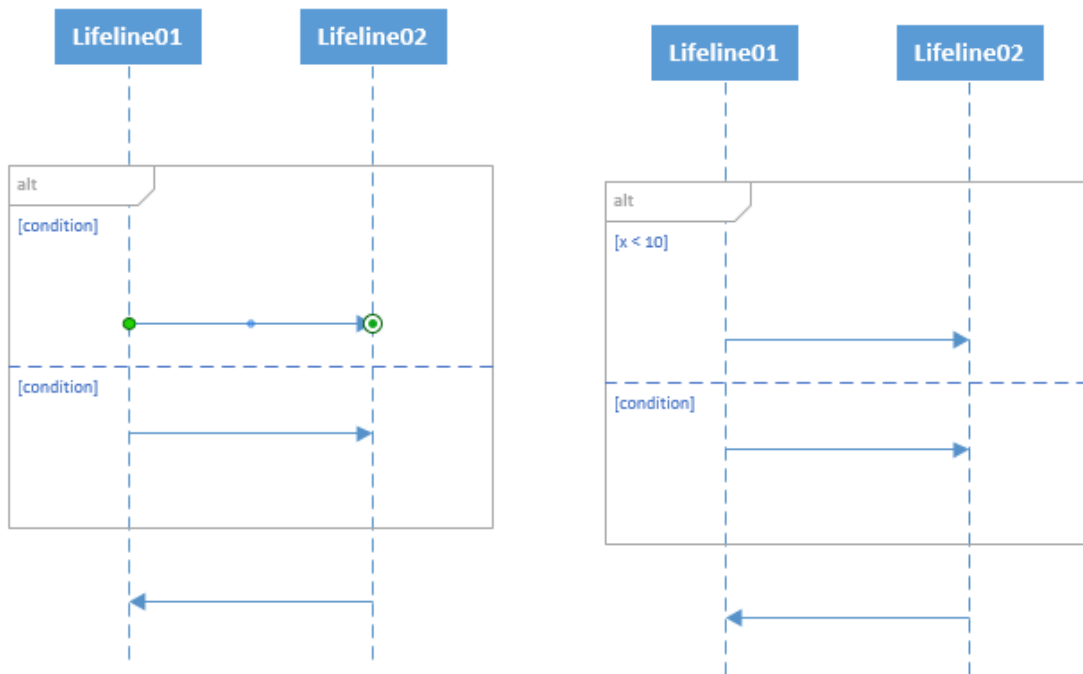 Lifeline01
Lifeline02
alt
[condition]
[condition]
Lifeline01
Lifeline02
alt
[x < 10]
[condition]